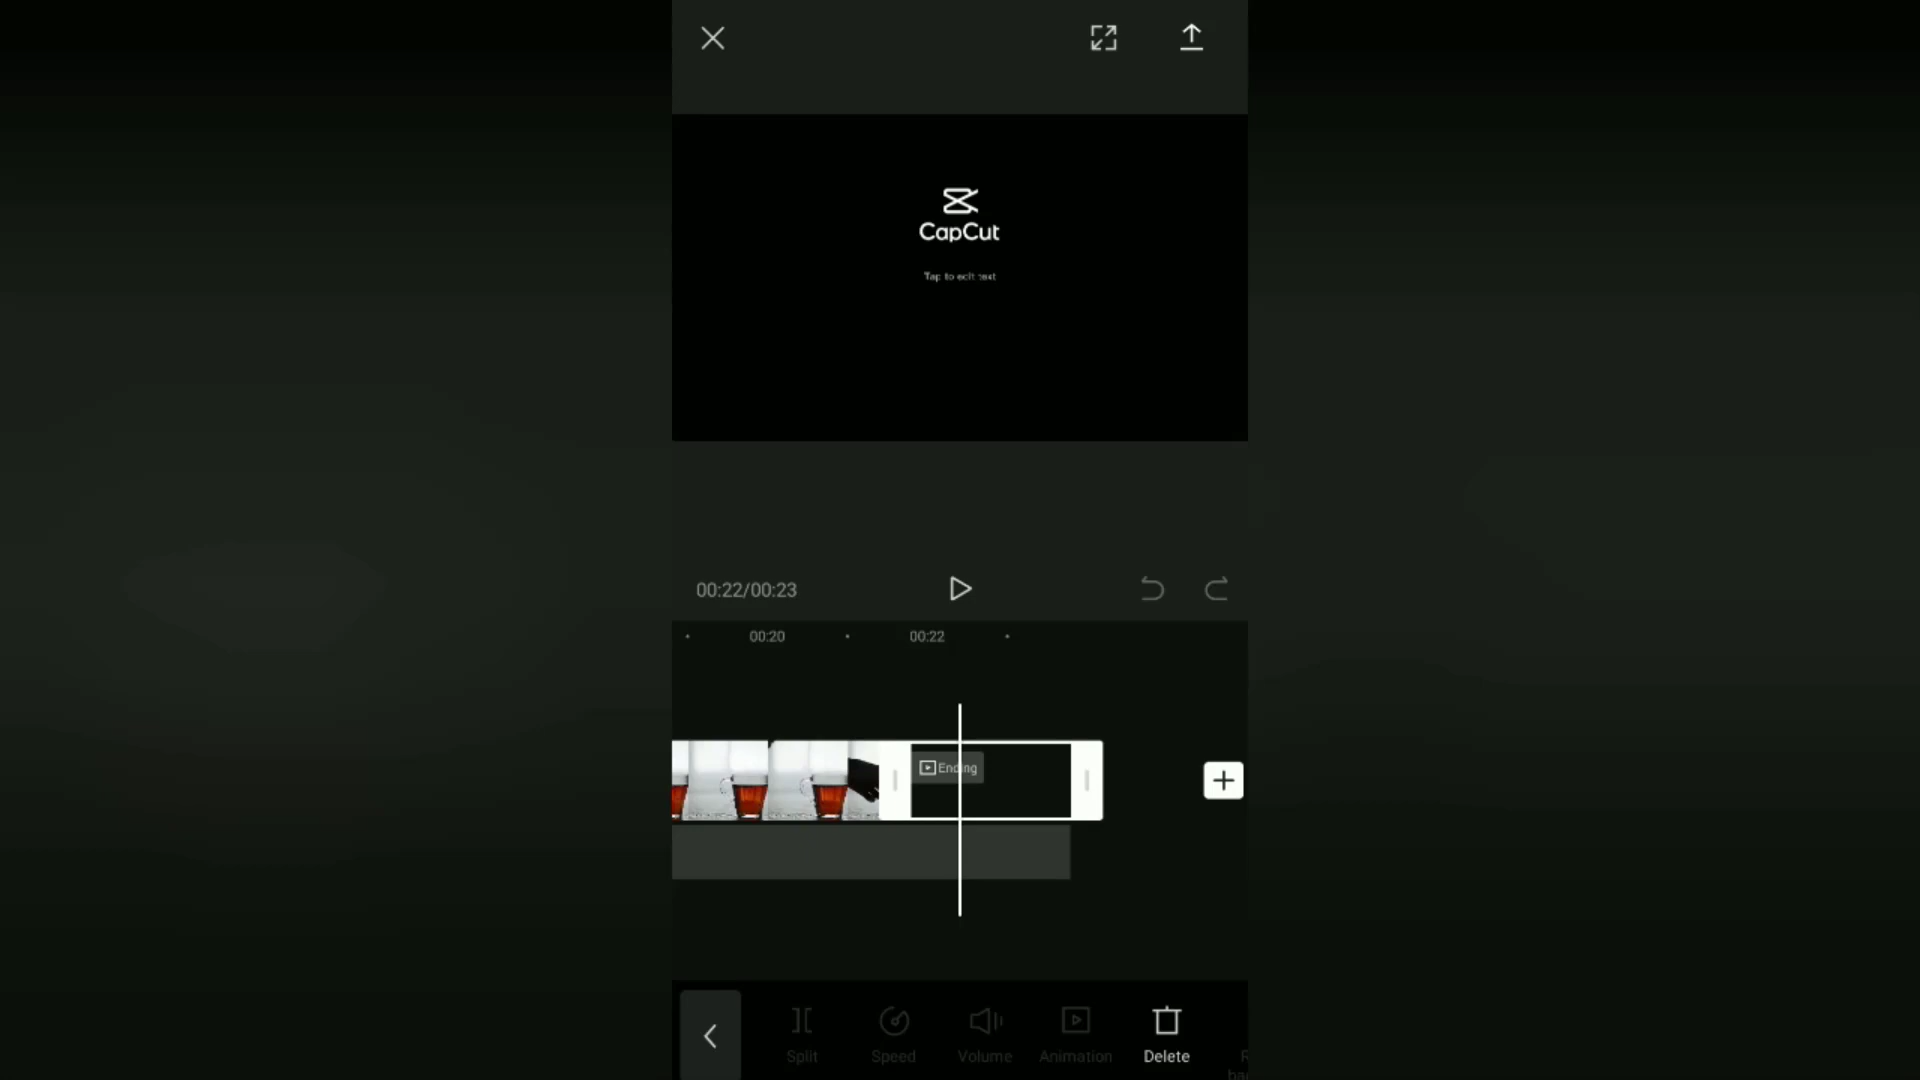 CapCut
Tap to edit text
00:22/00:23
00:20
00:22
Ending
Split
Speed
Volume
Animation
Delete